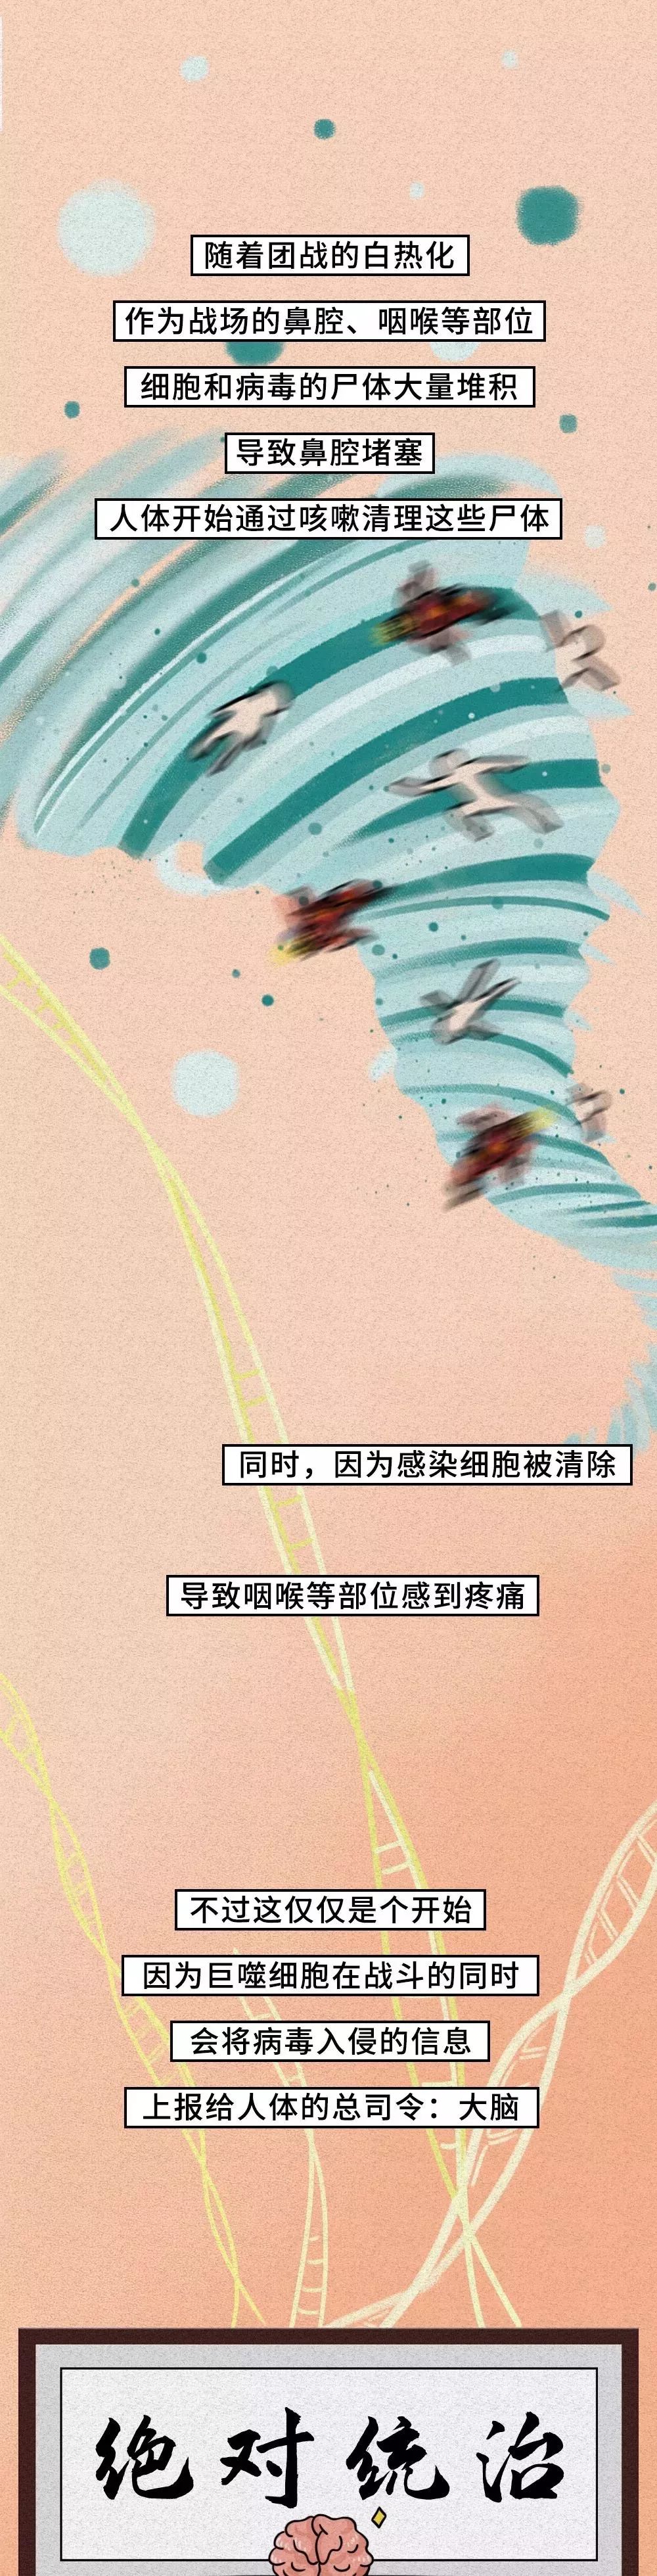 随着团战的白热化
作为战场的鼻腔、咽喉等部位
细胞和病毒的尸体大量堆积
导致鼻腔堵塞
人体开始通过咳嗽清理这些尸体
同时，因为感染细胞被清除
导致咽喉等部位感到疼痛
不过这仅仅是个开始
因为巨噬细胞在战斗的同时
会将病毒入侵的信息
上报给人体的总司令：大脑
绝对统治